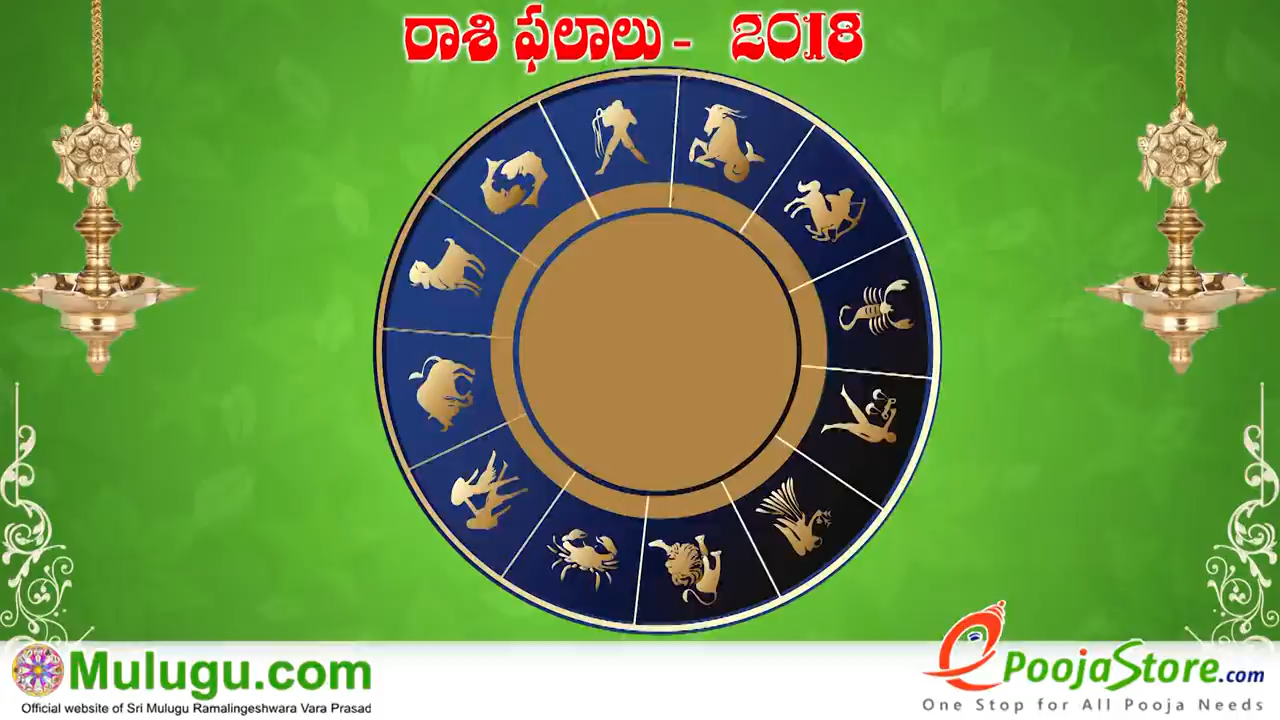 రాశి ఫలాలు - 2018
Mulugu.com
Official website of Sri Mulugu Ramalingeshwara Vara Prasad
ePoojaStore.com
One Stop for All Pooja Needs